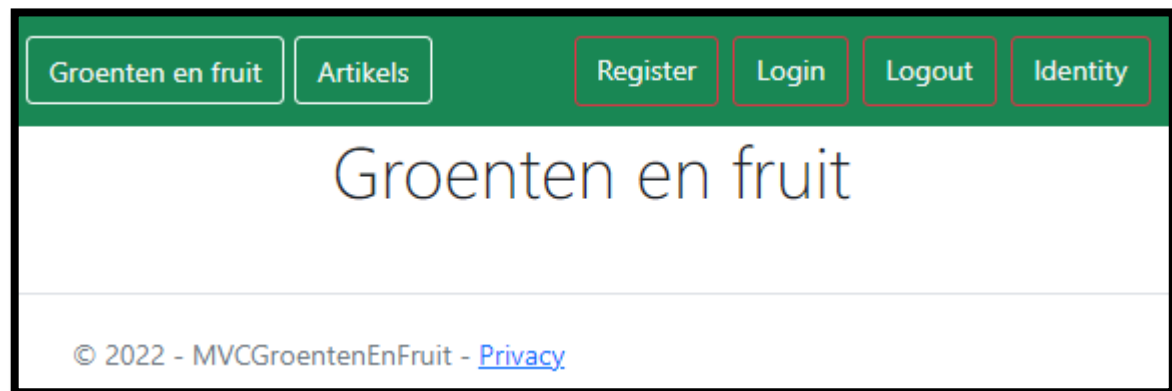 Groenten en fruit Artikels Register Login Logout Identity
Groenten en fruit
© 2022 - MVCGroentenEnFruit - Privacy